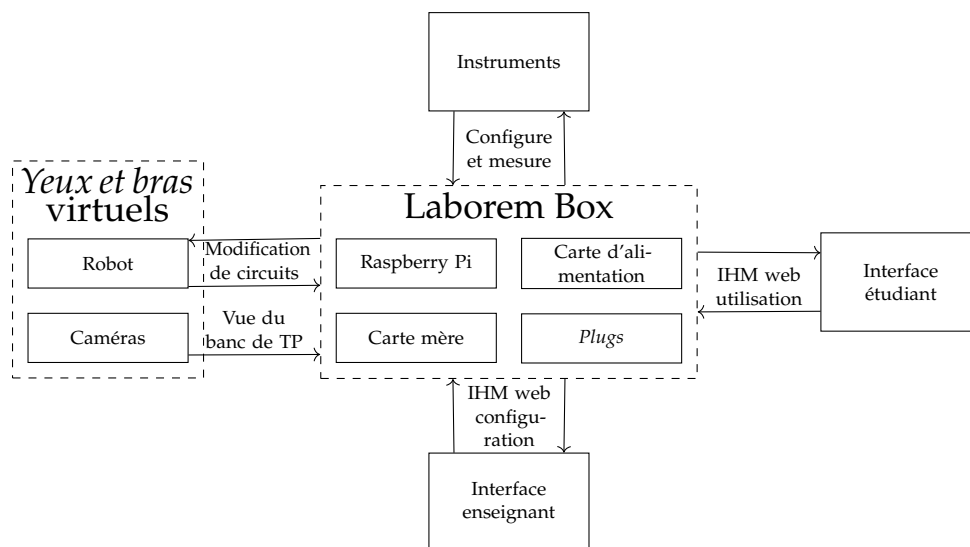 Instruments
Configure
et mesure
Yeux et bras
virtuels
Robot
Caméras
Modification
de circuits
Vue du
banc de TP
Laborem Box
Raspberry Pi
Carte d'ali-
mentation
Carte mère
Plugs
IHM web
utilisation
Interface
étudiant
IHM web
configu-
ration
Interface
enseignant